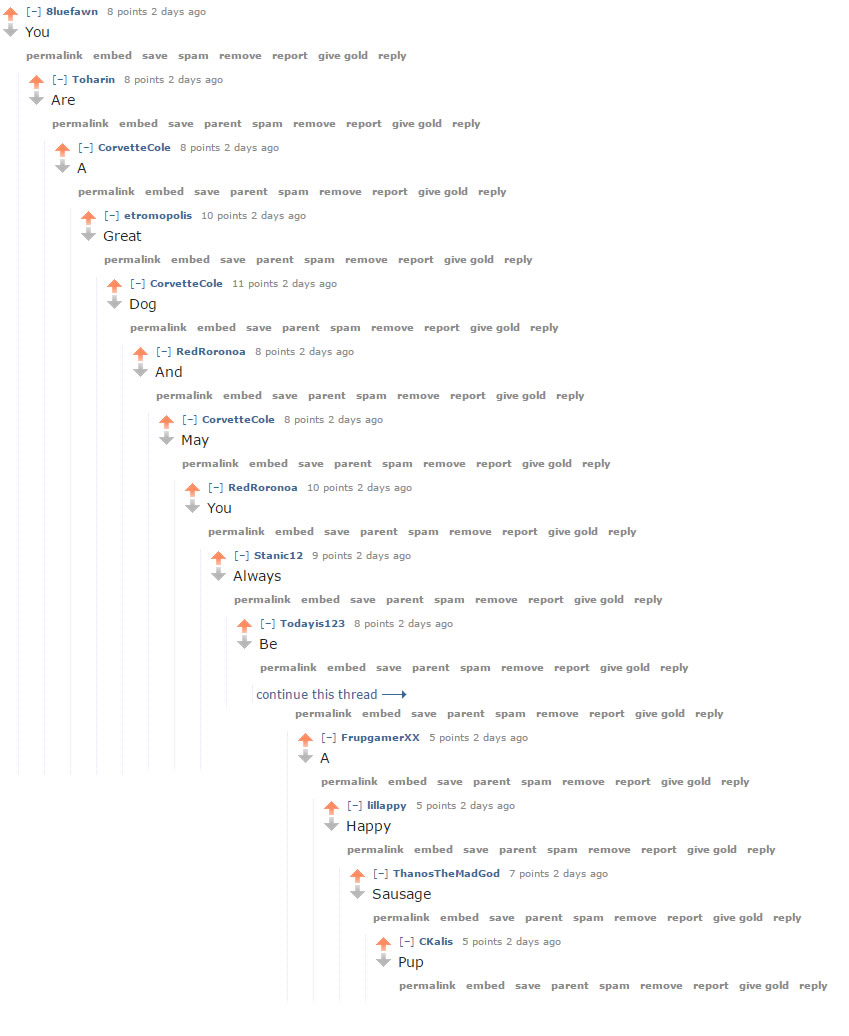 [–] 8luefawn 8 points 2 days ago
You
permalink embed save spam remove report give gold reply
[–] Toharin 8 points 2 days ago
Are
permalink embed save parent spam remove report give gold reply
[–] CorvetteCole 8 points 2 days ago
A
permalink embed save parent spam remove report give gold reply
[–] etromopolis 10 points 2 days ago
Great
permalink embed save parent spam remove report give gold reply
[–] CorvetteCole 11 points 2 days ago
Dog
permalink embed save parent spam remove report give gold reply
[–] RedRoronoa 8 points 2 days ago
And
permalink embed save parent spam remove report give gold reply
[–] CorvetteCole 8 points 2 days ago
May
permalink embed save parent spam remove report give gold reply
[–] RedRoronoa 10 points 2 days ago
You
permalink embed save parent spam remove report give gold reply
[–] Stanic12 9 points 2 days ago
Always
permalink embed save parent spam remove report give gold reply
[–] Todayis123 8 points 2 days ago
Be
permalink embed save parent spam remove report give gold reply
continue this thread
permalink embed save parent spam remove report give gold reply
[–] FrupgamerXX 5 points 2 days ago
A
permalink embed save parent spam remove report give gold reply
[–] lillappy 5 points 2 days ago
Happy
permalink embed save parent spam remove report give gold reply
[–] ThanosTheMadGod 7 points 2 days ago
Sausage
permalink embed save parent spam remove report give gold reply
[–] CKalis 5 points 2 days ago
Pup
permalink embed save parent spam remove report give gold reply